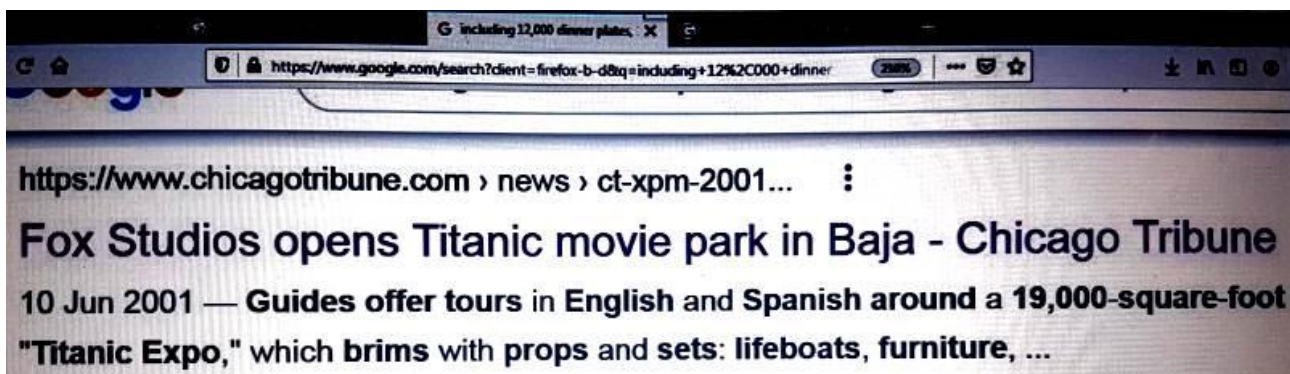 G including 12,000 dinner plates, X
https://www.google.com/search?client=firefox-b-d&q=including+12%2C000+dinner 250%
https://www.chicagotribune.com › news › ct-xpm-2001...
Fox Studios opens Titanic movie park in Baja - Chicago Tribune
10 Jun 2001 — Guides offer tours in English and Spanish around a 19,000-square-foot
"Titanic Expo," which brims with props and sets: lifeboats, furniture, ...